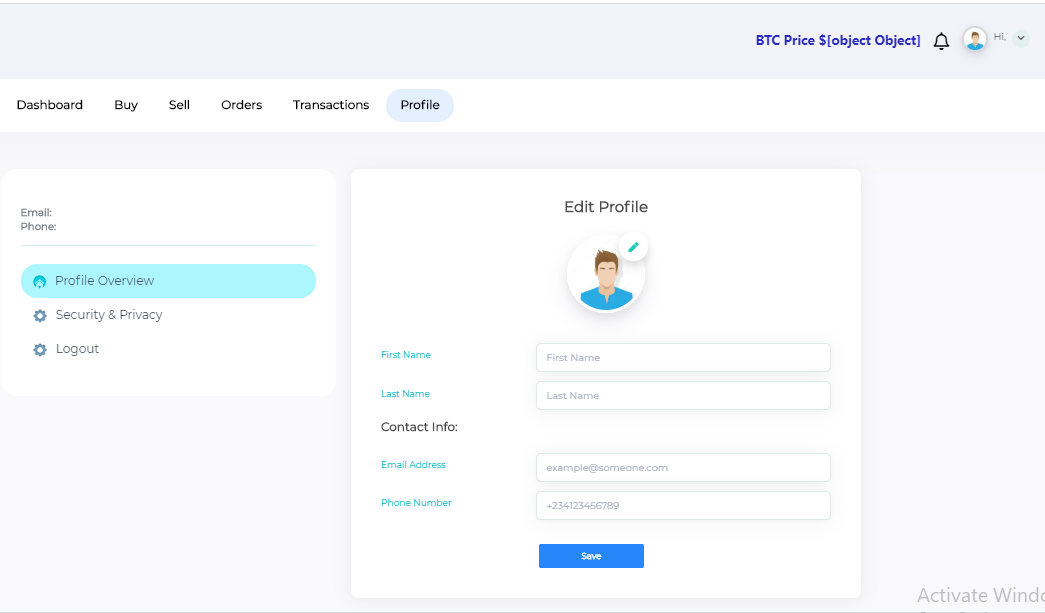 BTC Price $[object Object]
Hi,
Dashboard Buy Sell Orders Transactions Profile
Email:
Phone:
Profile Overview
Security & Privacy
Logout
Edit Profile
First Name First Name
Last Name Last Name
Contact Info:
Email Address example@someone.com
Phone Number +234123456789
Save
Activate Windo